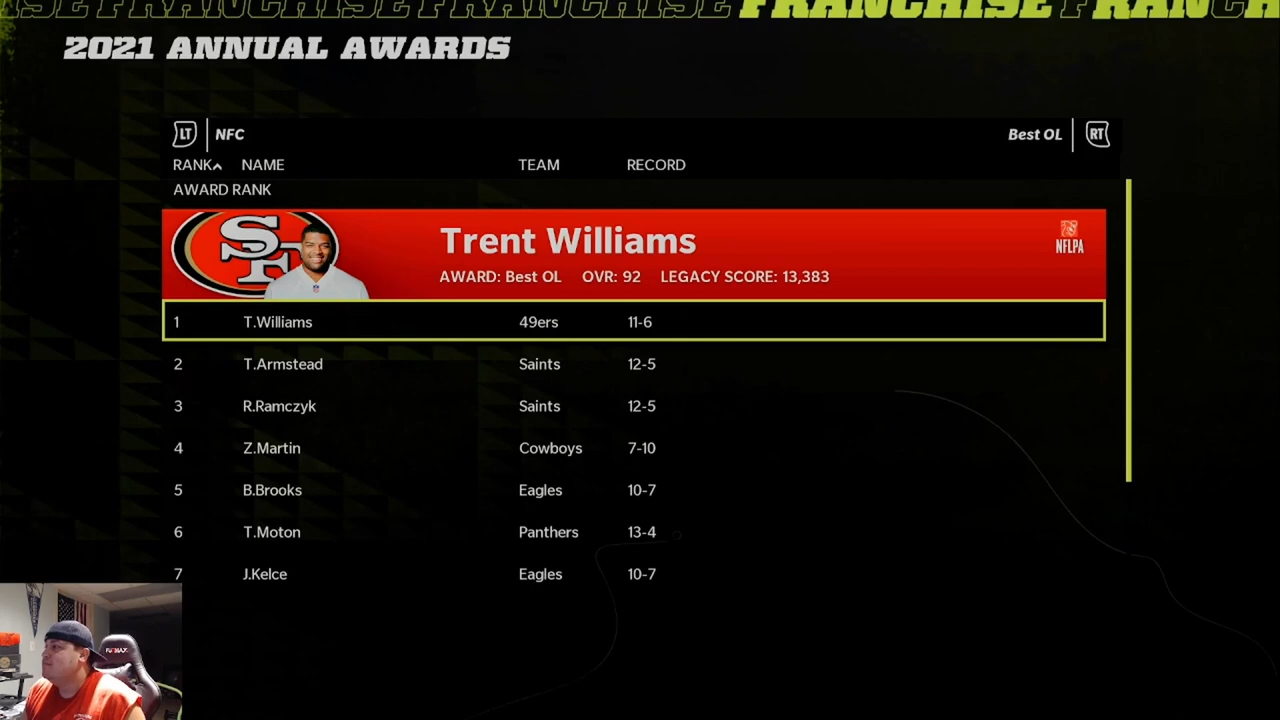 FRANCHISE FRANCHISE FRANCHISE FRANCHISE
2021 ANNUAL AWARDS
LT NFC Best OL RT
RANK NAME TEAM RECORD
AWARD RANK
SF Trent Williams NFLPA
AWARD: Best OL OVR: 92 LEGACY SCORE: 13,383
1 T.Williams 49ers 11-6
2 T.Armstead Saints 12-5
3 R.Ramczyk Saints 12-5
4 Z.Martin Cowboys 7-10
5 B.Brooks Eagles 10-7
6 T.Moton Panthers 13-4
7 J.Kelce Eagles 10-7